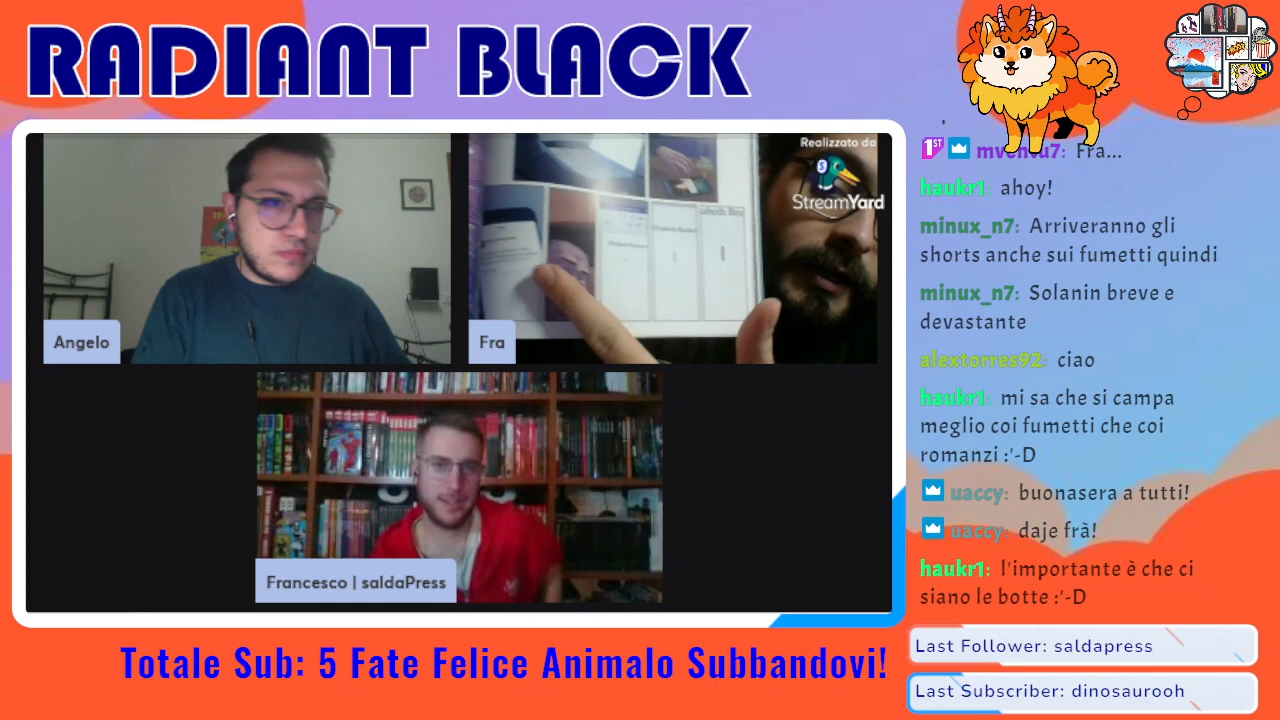 RADIANT BLACK
Realizzato da
StreamYard
Angelo
Fra
Francesco | saldaPress
1ST mventu7: Fra...
haukr1: ahoy!
minux_n7: Arriveranno gli
shorts anche sui fumetti quindi
minux_n7: Solanin breve e
devastante
alextorres92: ciao
haukr1: mi sa che si campa
meglio coi fumetti che coi
romanzi :'-D
uaccy: buonasera a tutti!
uaccy: daje frà!
haukr1: l'importante è che ci
siano le botte :'-D
Totale Sub: 5 Fate Felice Animalo Subbandovi!
Last Follower: saldapress
Last Subscriber: dinosaurooh